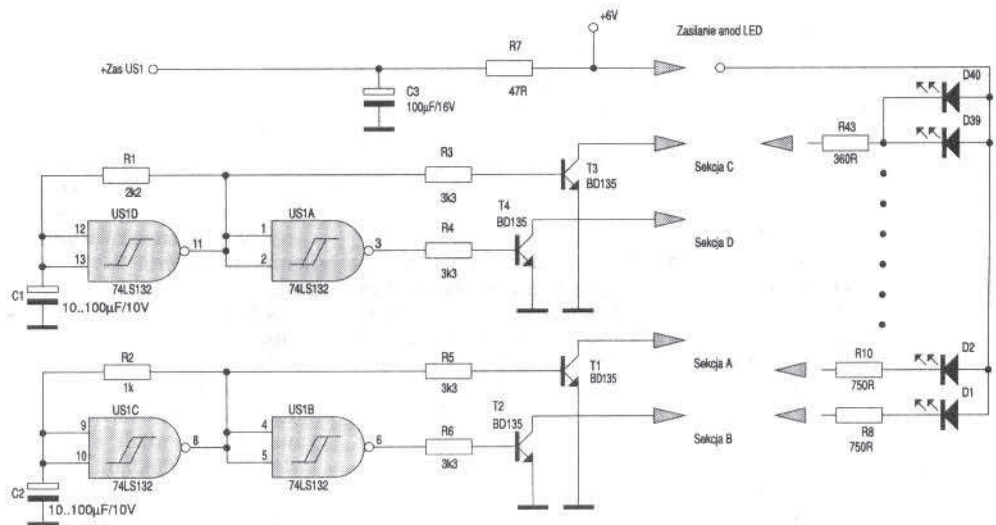 +6V
Zasilanie anod LED
+Zas US1
R7
47R
C3
100µF/16V
D40
D39
R43
360R
R1
2k2
R3
3k3
T3
BD135
Sekcja C
US1D
US1A
T4
BD135
12
13
11
1
2
3
R4
3k3
Sekcja D
74LS132
74LS132
C1
10..100µF/10V
R2
1k
R5
3k3
T1
BD135
Sekcja A
R10
750R
D2
US1C
US1B
T2
BD135
9
10
8
4
5
6
R6
3k3
Sekcja B
R8
750R
D1
74LS132
74LS132
C2
10..100µF/10V